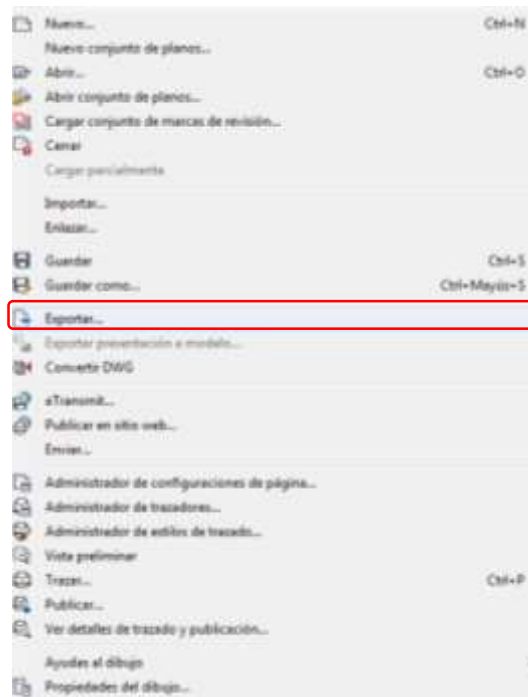 Nuevo... Ctrl+N
Nuevo conjunto de planos...
Abrir... Ctrl+O
Abrir conjunto de planos...
Cargar conjunto de marcas de revisión...
Cerrar
Cargar parcialmente
Importar...
Enlazar...
Guardar Ctrl+S
Guardar como... Ctrl+Mayús+S
Exportar...
Exportar presentación a modelo...
Convertir DWG
eTransmit...
Publicar en sitio web...
Enviar...
Administrador de configuraciones de página...
Administrador de trazadores...
Administrador de estilos de trazado...
Vista preliminar
Trazar... Ctrl+P
Publicar...
Ver detalles de trazado y publicación...
Ayudas al dibujo
Propiedades del dibujo...